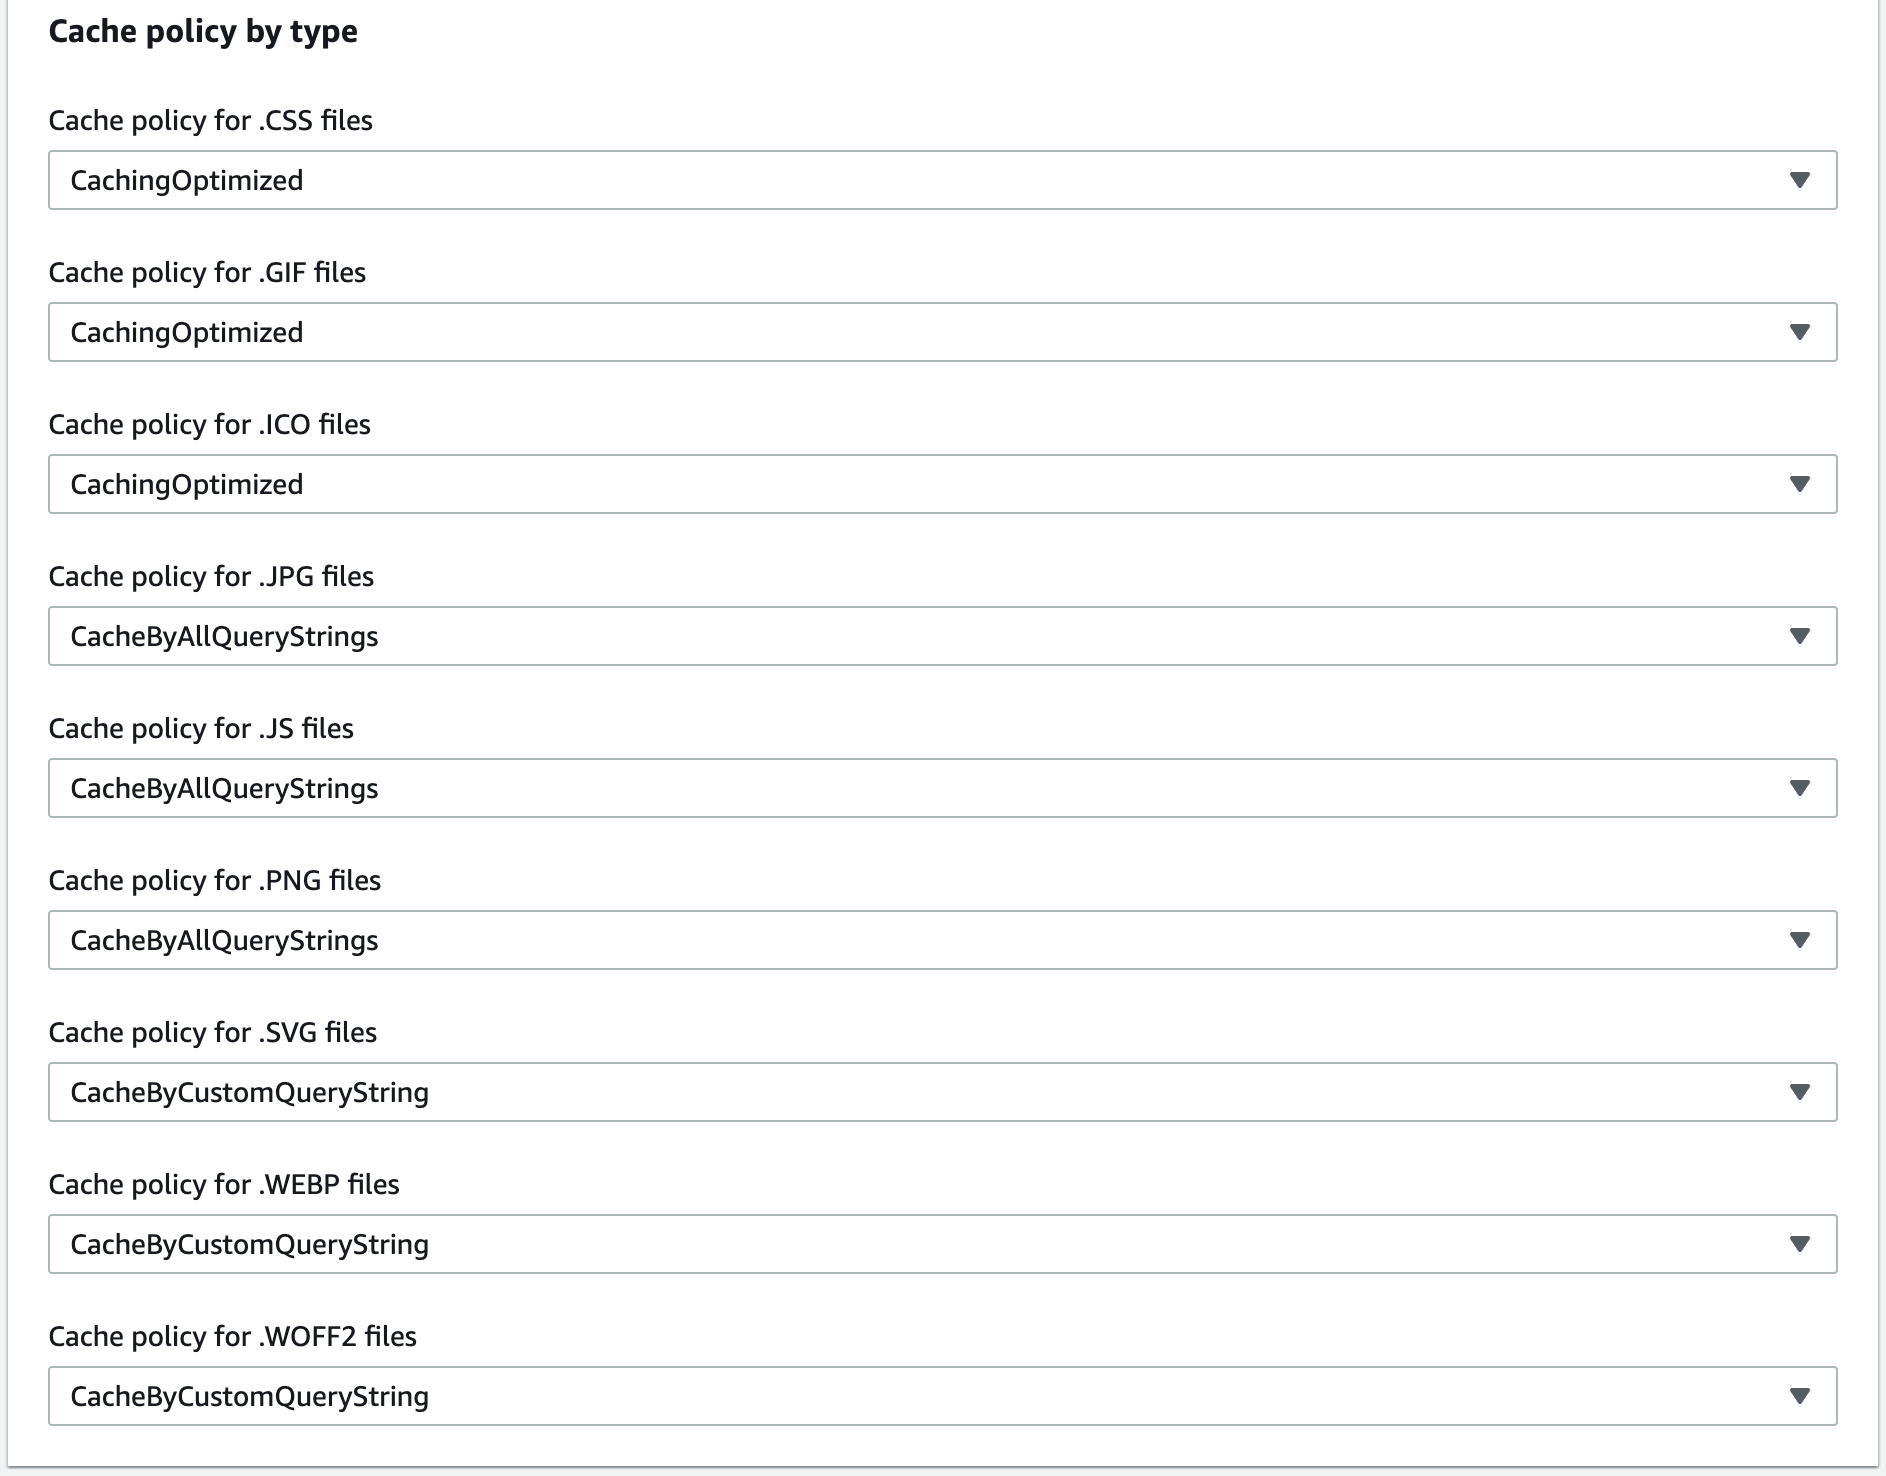 Cache policy by type
Cache policy for .CSS files
CachingOptimized
Cache policy for .GIF files
CachingOptimized
Cache policy for .ICO files
CachingOptimized
Cache policy for .JPG files
CacheByAllQueryStrings
Cache policy for .JS files
CacheByAllQueryStrings
Cache policy for .PNG files
CacheByAllQueryStrings
Cache policy for .SVG files
CacheByCustomQueryString
Cache policy for .WEBP files
CacheByCustomQueryString
Cache policy for .WOFF2 files
CacheByCustomQueryString